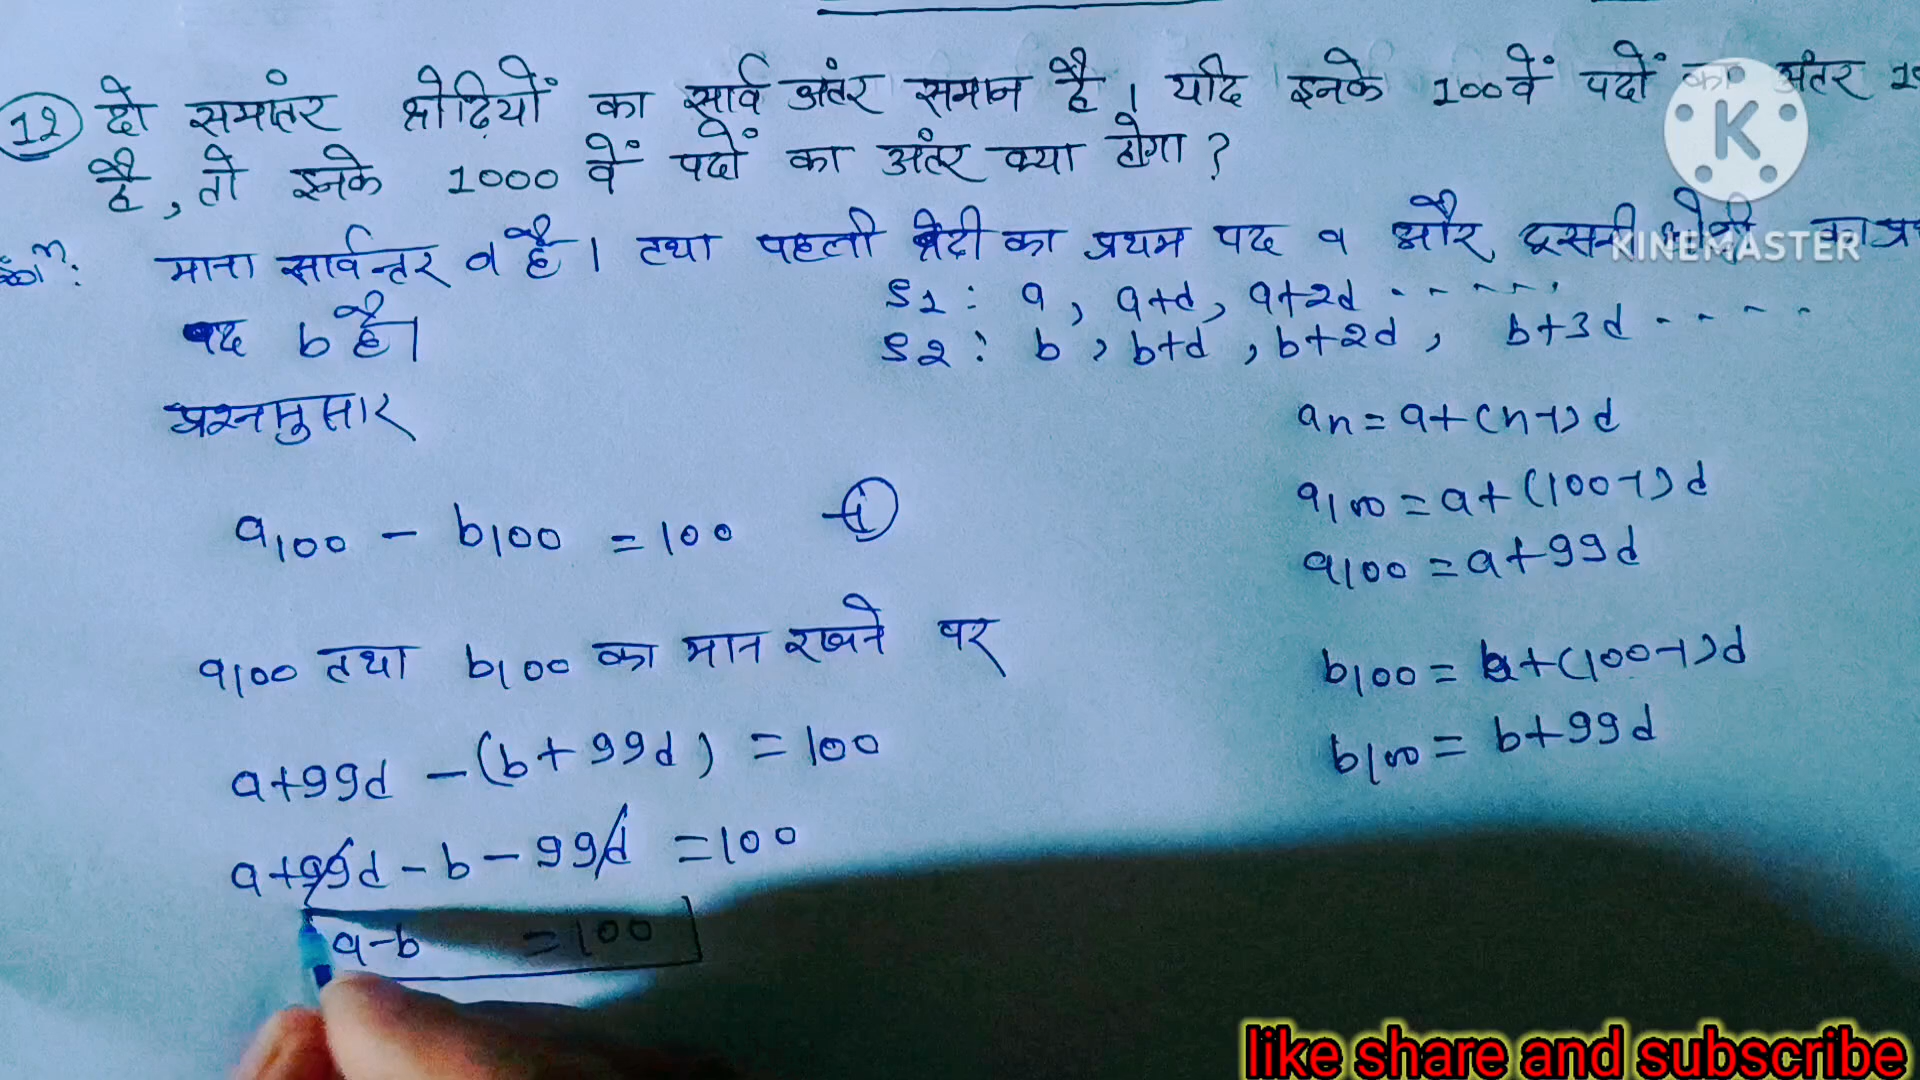 12 दो समांतर श्रेढ़ियों का सार्व अंतर समान है। यदि इनके 100वें पदों का अंतर
है, तो इनके 1000 वें पदों का अंतर क्या होगा?
माना सार्वन्तर d है। तथा पहली श्रेढी का प्रथम पद a और दूसरी
पद b है।
S1: a, a+d, a+2d -----
S2: b, b+d, b+2d, b+3d ----
प्रश्नानुसार
an = a+(n-1)d
a100 = a+(100-1)d
a100 - b100 = 100 - i
a100 = a+99d
a100 तथा b100 का मान रखने पर
b100 = b+(100-1)d
a+99d - (b+99d) = 100
b100 = b+99d
a+99d - b - 99d = 100
a-b = 100
K
KINEMASTER
like share and subscribe